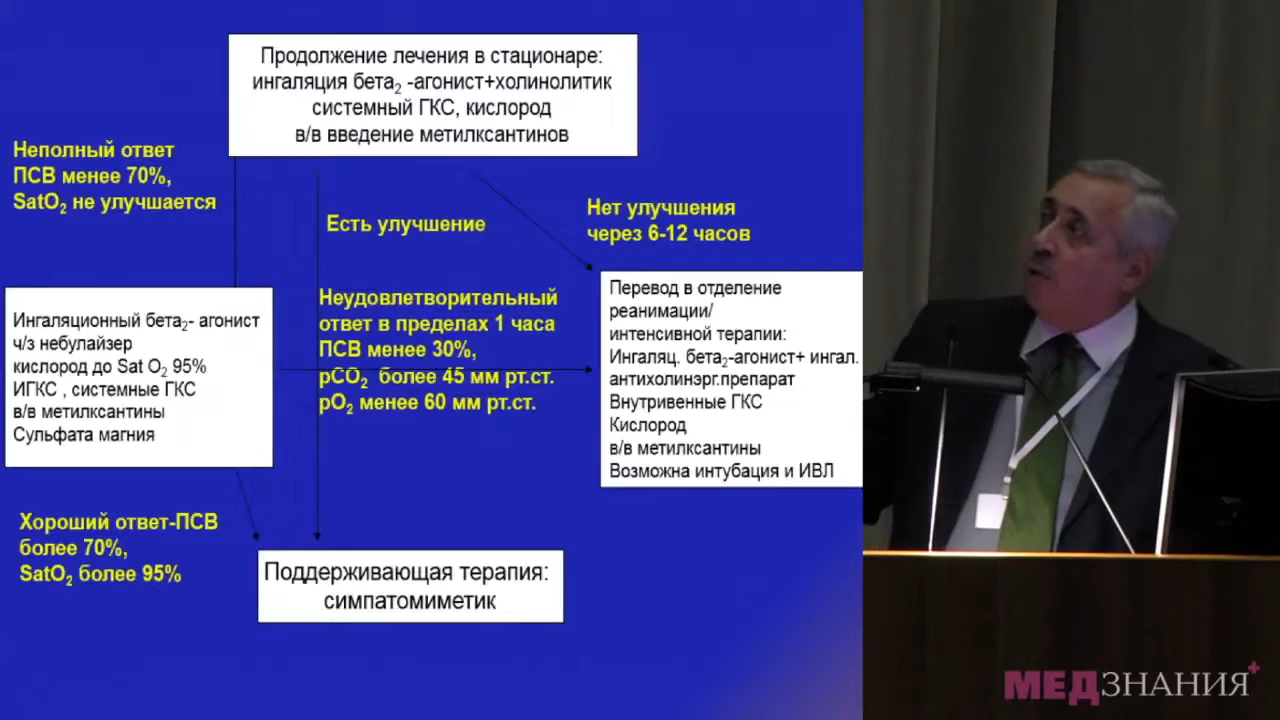 Продолжение лечения в стационаре:
ингаляция бета2 -агонист+холинолитик
системный ГКС, кислород
в/в введение метилксантинов
Неполный ответ
ПСВ менее 70%,
SatO2 не улучшается
Есть улучшение
Нет улучшения
через 6-12 часов
Ингаляционный бета2- агонист
ч/з небулайзер
кислород до Sat O2 95%
ИГКС , системные ГКС
в/в метилксантины
Сульфата магния
Неудовлетворительный
ответ в пределах 1 часа
ПСВ менее 30%,
pCO2 более 45 мм рт.ст.
pO2 менее 60 мм рт.ст.
Перевод в отделение
реанимации/
интенсивной терапии:
Ингаляц. бета2-агонист+ ингал.
антихолинэрг.препарат
Внутривенные ГКС
Кислород
в/в метилксантины
Возможна интубация и ИВЛ
Хороший ответ-ПСВ
более 70%,
SatO2 более 95%
Поддерживающая терапия:
симпатомиметик
МЕДЗНАНИЯ+